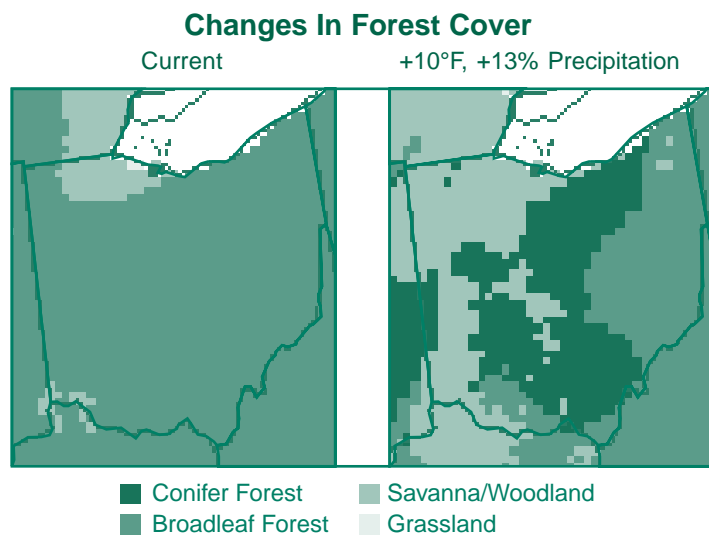 Changes In Forest Cover
Current
+10°F, +13% Precipitation
Conifer Forest
Savanna/Woodland
Broadleaf Forest
Grassland